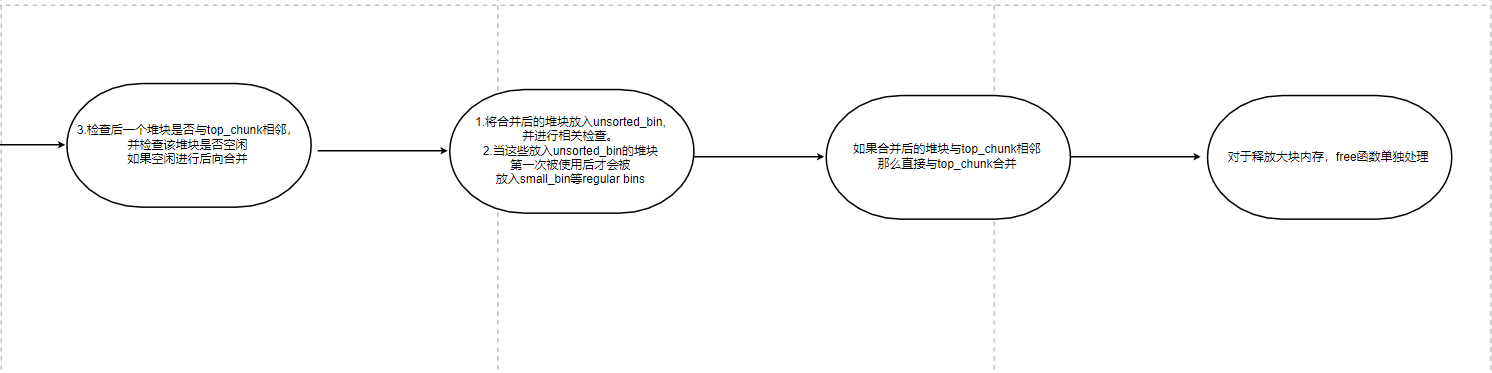 3.检查后一个堆块是否与top_chunk相邻，
并检查该堆块是否空闲
如果空闲进行后向合并
1.将合并后的堆块放入unsorted_bin,
并进行相关检查。
2.当这些放入unsorted_bin的堆块
第一次被使用后才会被
放入small_bin等regular bins
如果合并后的堆块与top_chunk相邻
那么直接与top_chunk合并
对于释放大块内存，free函数单独处理